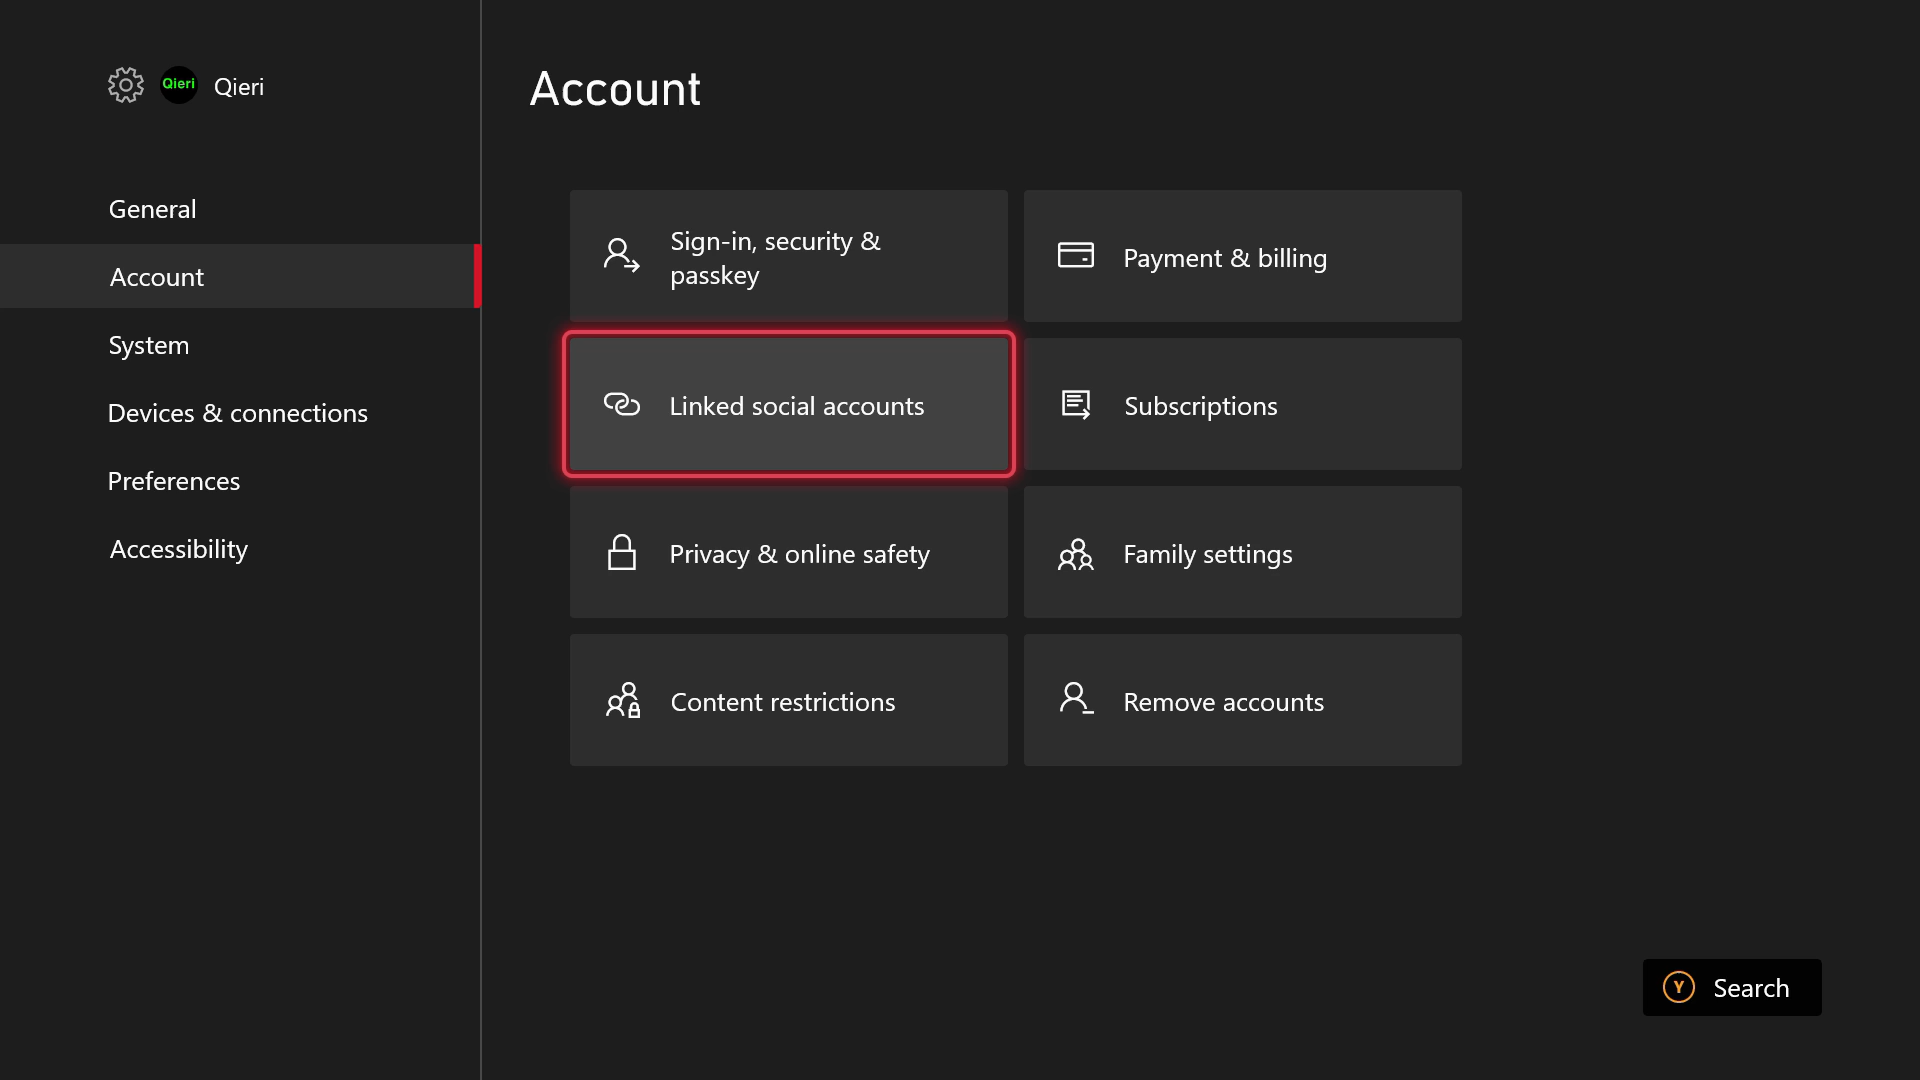 Qieri
Qieri
General
Account
System
Devices & connections
Preferences
Accessibility
Account
Sign-in, security &
passkey
Payment & billing
Linked social accounts
Subscriptions
Privacy & online safety
Family settings
Content restrictions
Remove accounts
Y
Search